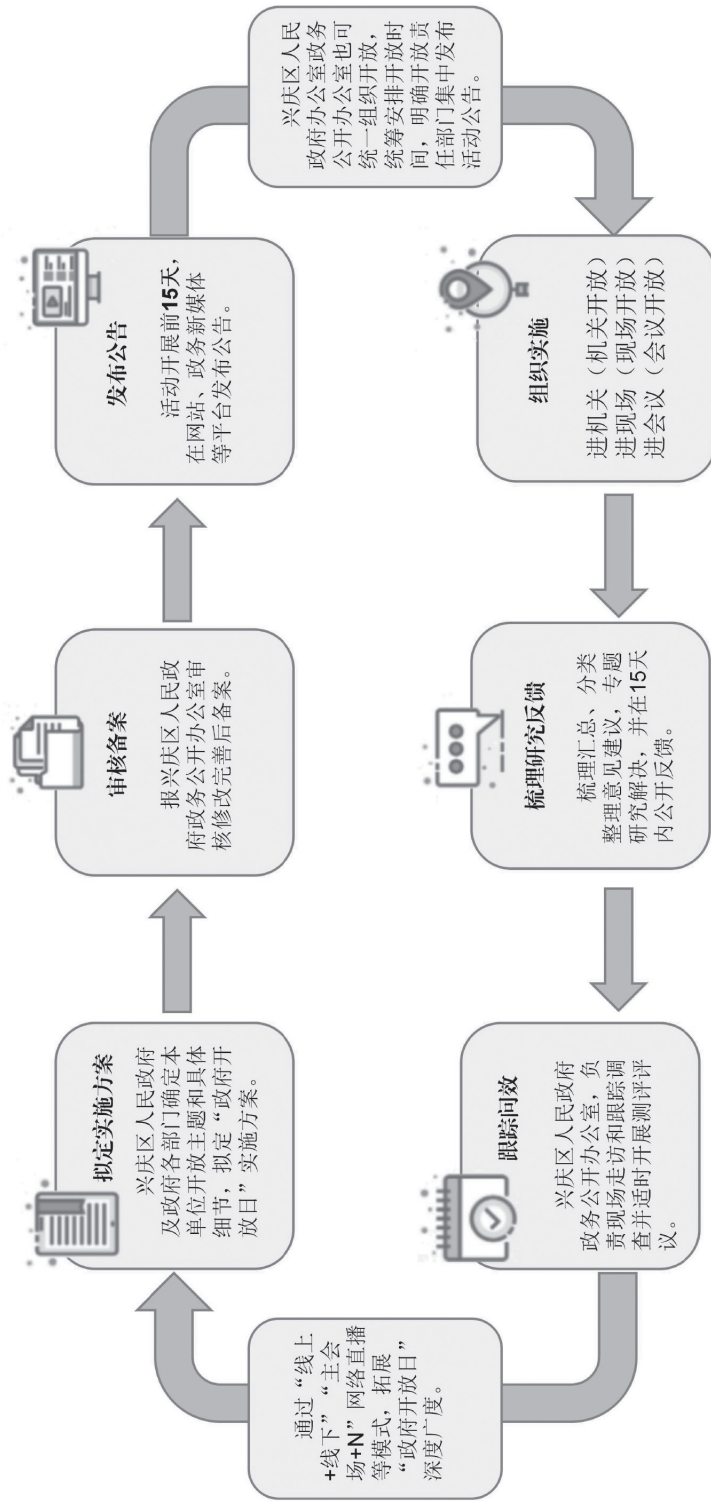 拟定实施方案
兴庆区人民政府
及政府各部门确定本
单位开放主题和具体
细节，拟定“政府开
放日”实施方案。
审核备案
报兴庆区人民政
府政务公开办公室审
核修改完善后备案。
发布公告
活动开展前15天，
在网站、政务新媒体
等平台发布公告。
兴庆区人民
政府办公室政务
公开办公室也可
统一组织开放，
统筹安排开放时
间，明确开放责
任部门集中发布
活动公告。
组织实施
进机关（机关开放）
进现场（现场开放）
进会议（会议开放）
梳理研究反馈
梳理汇总、分类
整理意见建议，专题
研究解决，并在15天
内公开反馈。
跟踪问效
兴庆区人民政府
政务公开办公室，负
责现场走访和跟踪调
查并适时开展测评评
议。
通过“线上
+线下”“主会
场+N”网络直播
等模式，拓展
“政府开放日”
深度广度。